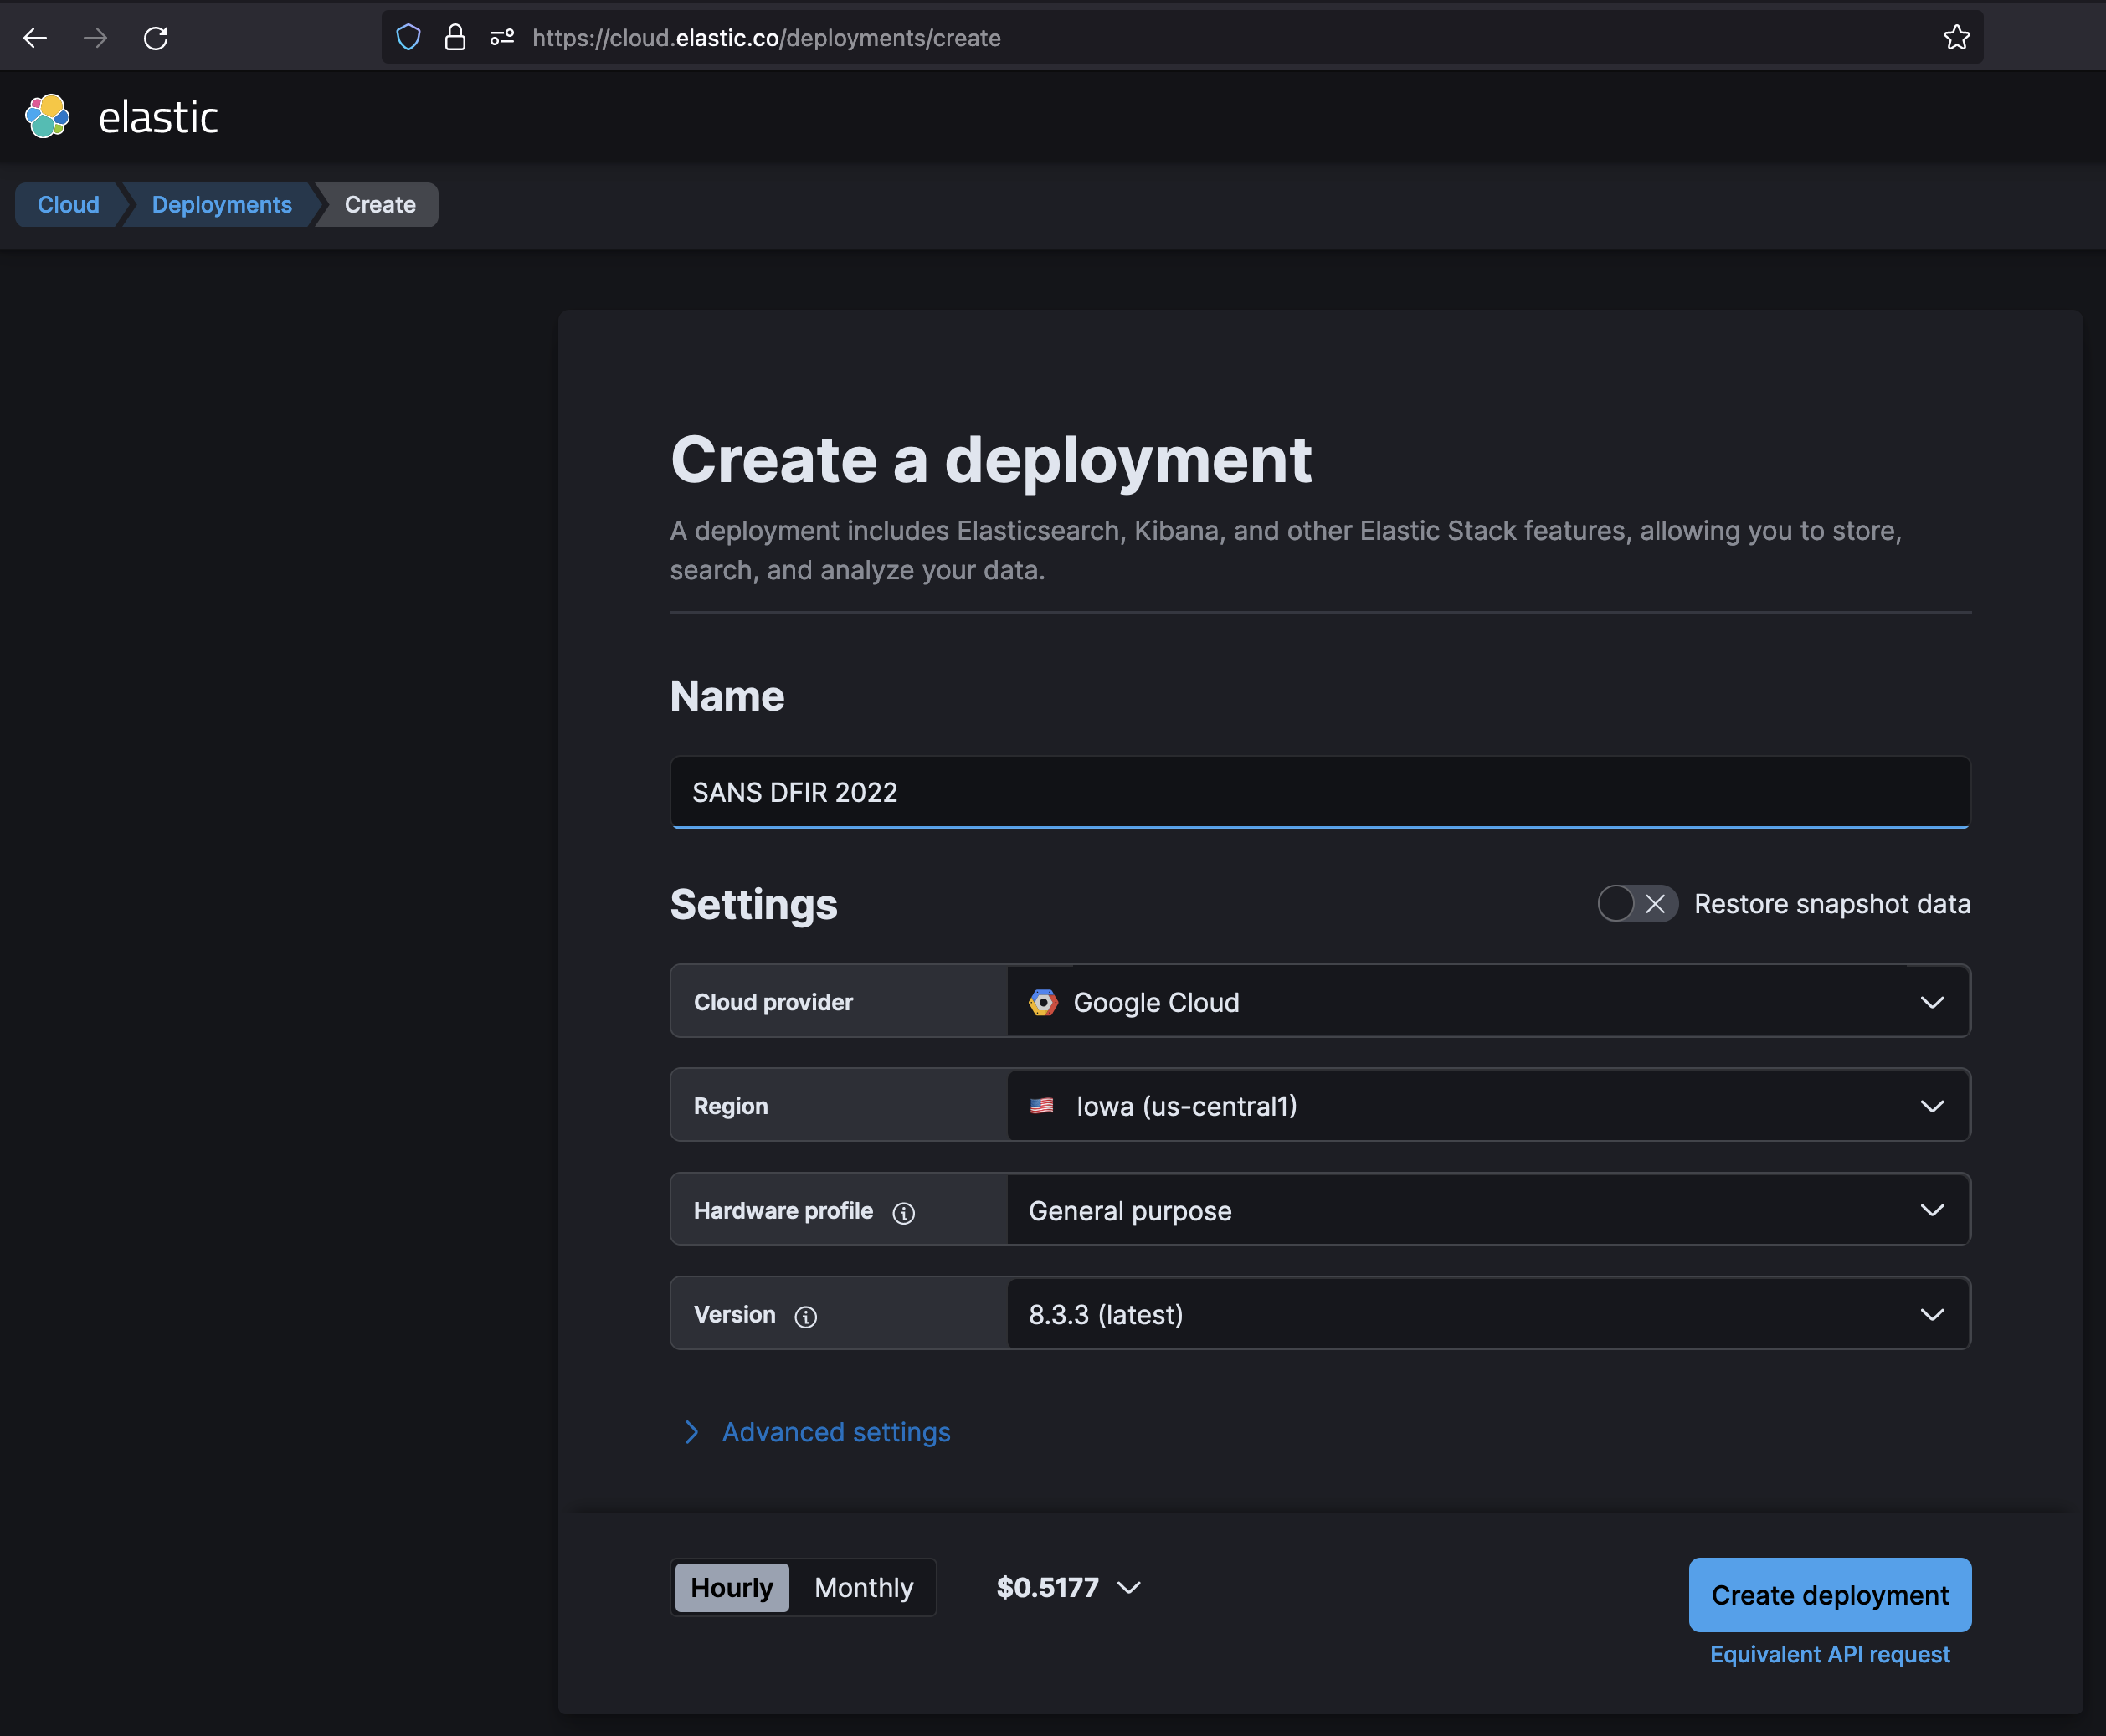 https://cloud.elastic.co/deployments/create
elastic
Cloud Deployments Create
Create a deployment
A deployment includes Elasticsearch, Kibana, and other Elastic Stack features, allowing you to store,
search, and analyze your data.
Name
SANS DFIR 2022
Settings Restore snapshot data
Cloud provider Google Cloud
Region Iowa (us-central1)
Hardware profile General purpose
Version 8.3.3 (latest)
Advanced settings
Hourly Monthly $0.5177 Create deployment
Equivalent API request